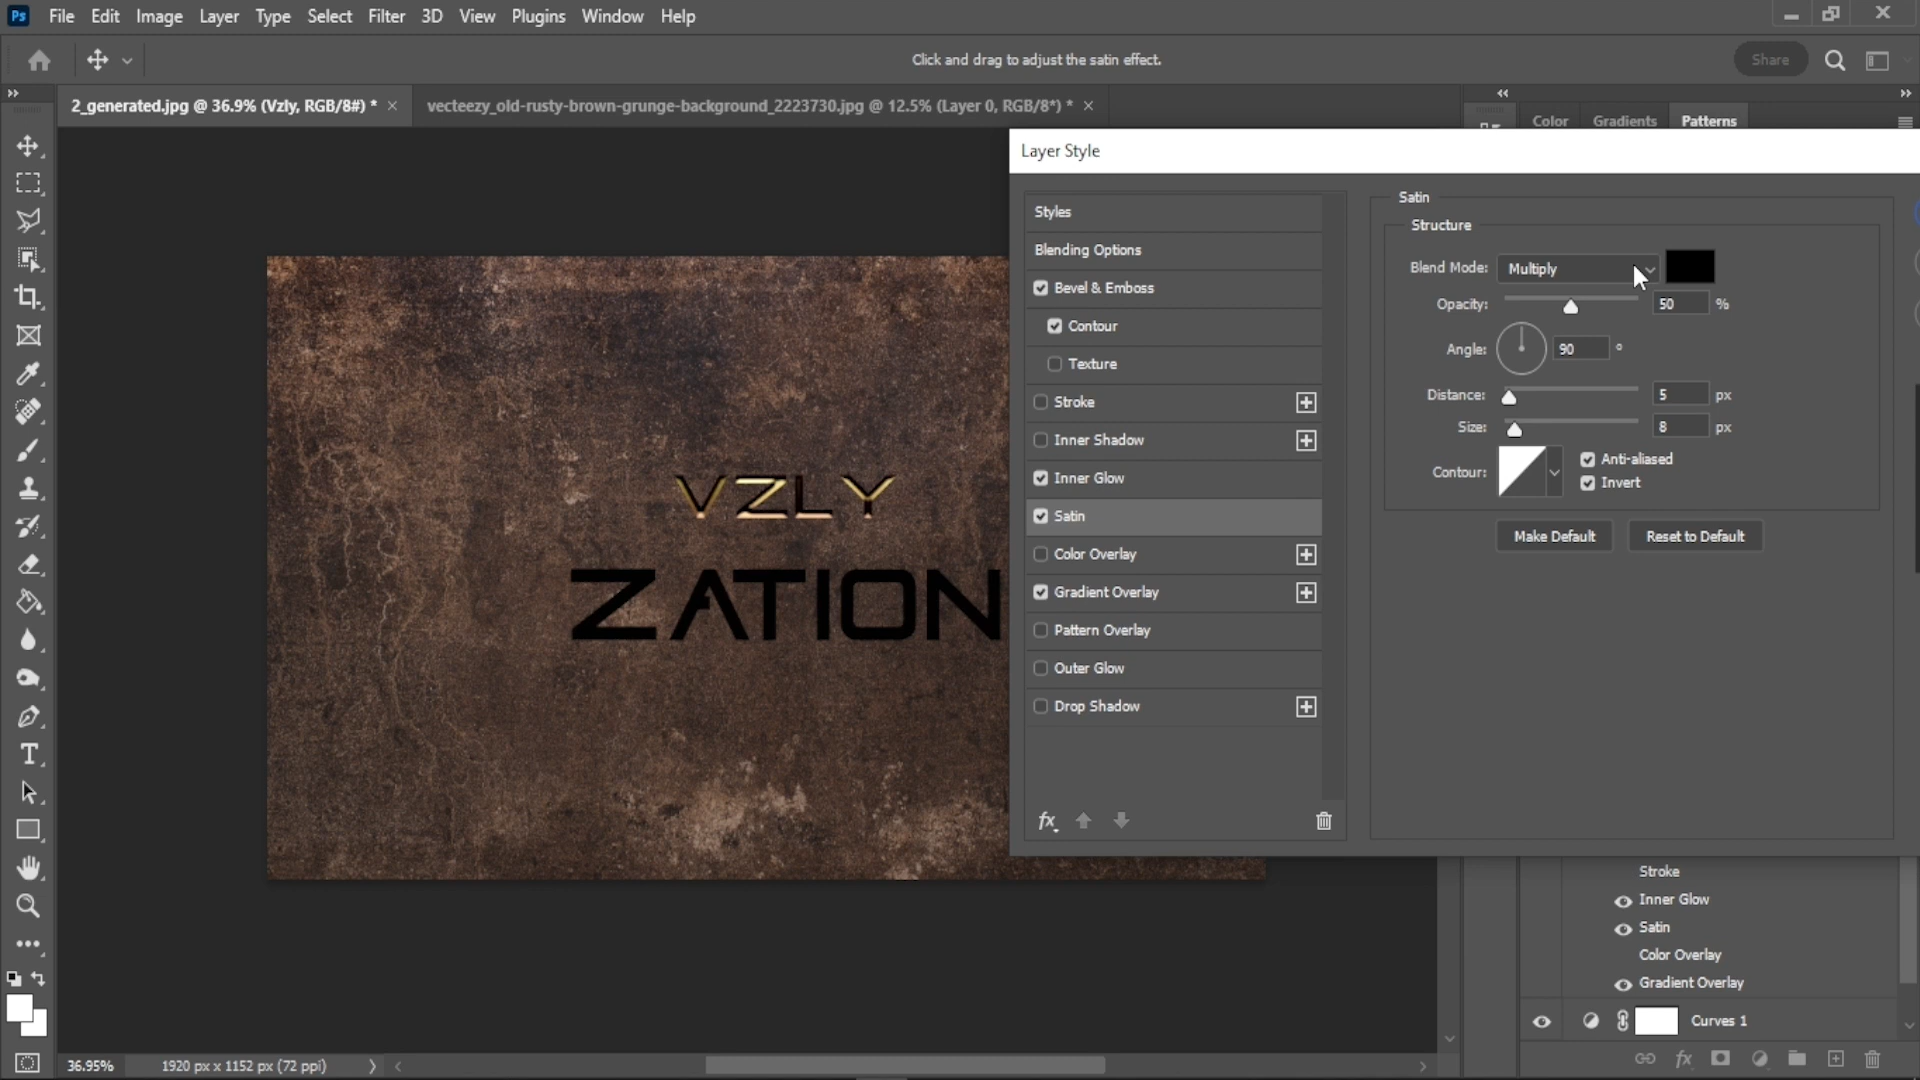 Ps File Edit Image Layer Type Select Filter 3D View Plugins Window Help
Click and drag to adjust the satin effect.
Share
2_generated.jpg @ 36.9% (Vzly, RGB/8#) *
vecteezy_old-rusty-brown-grunge-background_2223730.jpg @ 12.5% (Layer 0, RGB/8*) *
Color Gradients Patterns
Layer Style
Styles
Blending Options
Bevel & Emboss
Contour
Texture
Stroke
Inner Shadow
Inner Glow
Satin
Color Overlay
Gradient Overlay
Pattern Overlay
Outer Glow
Drop Shadow
fx
Satin
Structure
Blend Mode: Multiply
Opacity: 50 %
Angle: 90 °
Distance: 5 px
Size: 8 px
Contour:
Anti-aliased
Invert
Make Default
Reset to Default
VZLY
ZATION
Stroke
Inner Glow
Satin
Color Overlay
Gradient Overlay
Curves 1
fx
36.95%
1920 px x 1152 px (72 ppi)